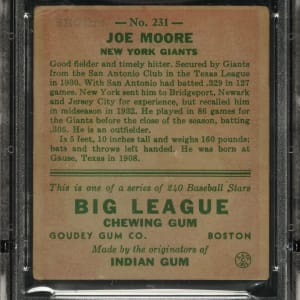 No. 231
JOE MOORE
NEW YORK GIANTS
Good fielder and timely hitter. Secured by Giants
from the San Antonio Club in the Texas League
in 1930. With San Antonio had batted .329 in 127
games. New York sent him to Bridgeport, Newark
and Jersey City for experience, but recalled him
in midseason in 1932. He played in 86 games for
the Giants before the close of the season, batting
.305. He is an outfielder.
Is 5 feet, 10 inches tall and weighs 160 pounds;
bats and throws left handed. He was born at
Gause, Texas in 1908.
This is one of a series of 240 Baseball Stars
BIG LEAGUE
CHEWING GUM
GOUDEY GUM CO. BOSTON
Made by the originators of
INDIAN GUM